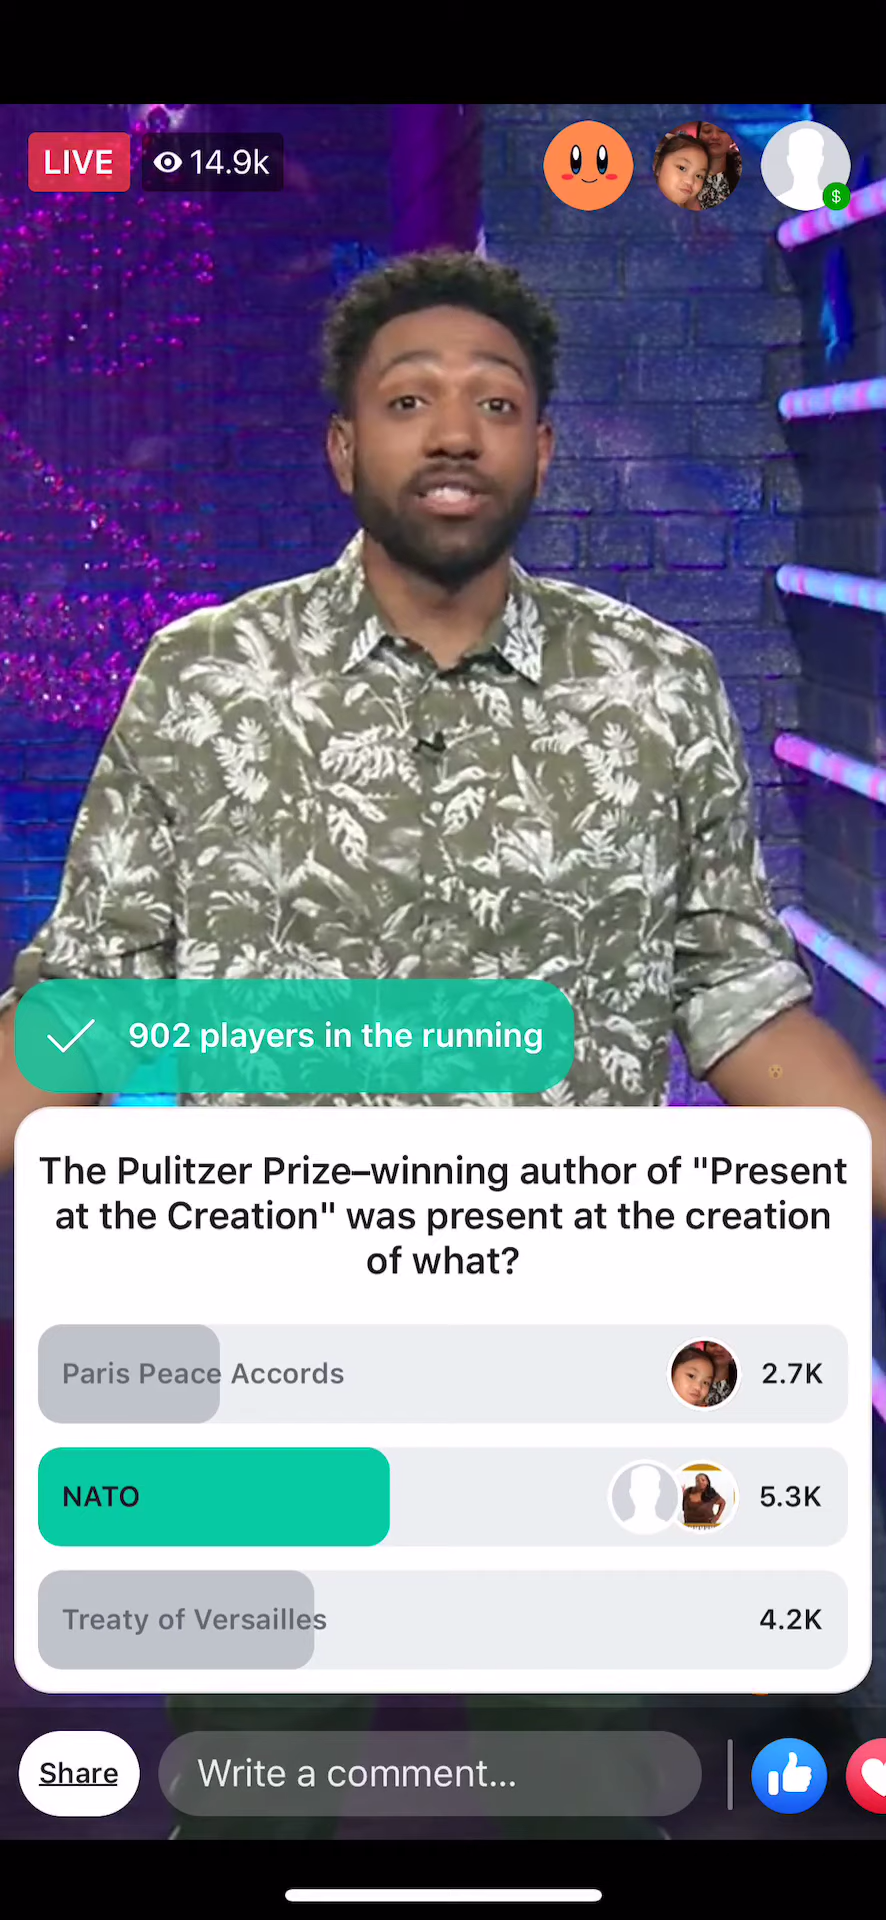 LIVE 14.9k
$
902 players in the running
The Pulitzer Prize–winning author of "Present
at the Creation" was present at the creation
of what?
Paris Peace Accords 2.7K
NATO 5.3K
Treaty of Versailles 4.2K
Share Write a comment...